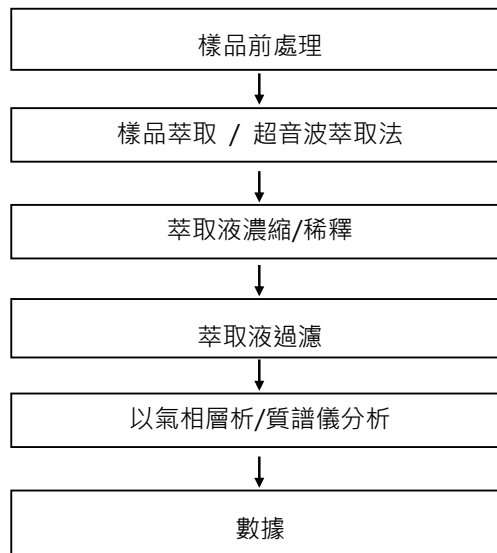 樣品前處理
樣品萃取 / 超音波萃取法
萃取液濃縮/稀釋
萃取液過濾
以氣相層析/質譜儀分析
數據